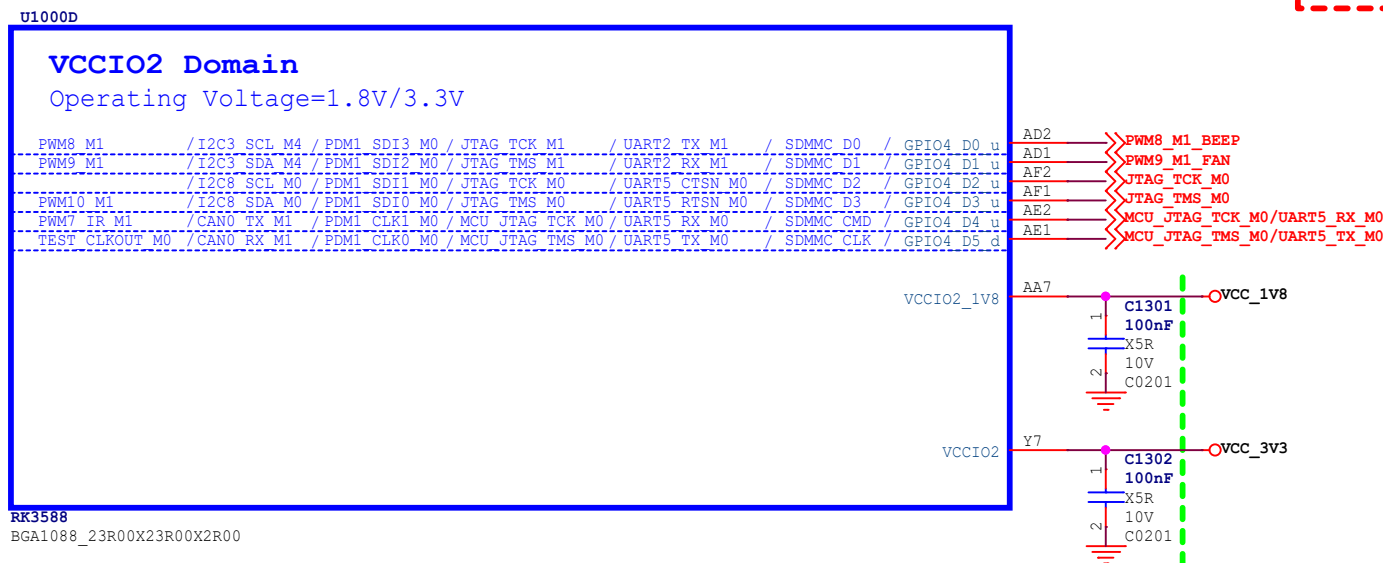 U1000D
VCCIO2 Domain
Operating Voltage=1.8V/3.3V
PWM8_M1 /I2C3_SCL_M4 /PDM1_SDI3_M0 /JTAG_TCK_M1 /UART2_TX_M1 / SDMMC_D0 / GPIO4_D0_u AD2 PWM8_M1_BEEP
PWM9_M1 /I2C3_SDA_M4 /PDM1_SDI2_M0 /JTAG_TMS_M1 /UART2_RX_M1 / SDMMC_D1 / GPIO4_D1_u AD1 PWM9_M1_FAN
/I2C8_SCL_M0 /PDM1_SDI1_M0 /JTAG_TCK_M0 /UART5_CTSN_M0 / SDMMC_D2 / GPIO4_D2_u AF2 JTAG_TCK_M0
PWM10_M1 /I2C8_SDA_M0 /PDM1_SDI0_M0 /JTAG_TMS_M0 /UART5_RTSN_M0 / SDMMC_D3 / GPIO4_D3_u AF1 JTAG_TMS_M0
PWM7_IR_M1 /CAN0_TX_M1 /PDM1_CLK1_M0 /MCU_JTAG_TCK_M0 /UART5_RX_M0 / SDMMC_CMD / GPIO4_D4_u AE2 MCU_JTAG_TCK_M0/UART5_RX_M0
TEST_CLKOUT_M0 /CAN0_RX_M1 /PDM1_CLK0_M0 /MCU_JTAG_TMS_M0 /UART5_TX_M0 / SDMMC_CLK / GPIO4_D5_d AE1 MCU_JTAG_TMS_M0/UART5_TX_M0
VCCIO2_1V8 AA7 VCC_1V8
C1301
1 100nF
X5R
10V
2 C0201
VCCIO2 Y7 VCC_3V3
C1302
1 100nF
X5R
10V
2 C0201
RK3588
BGA1088_23R00X23R00X2R00